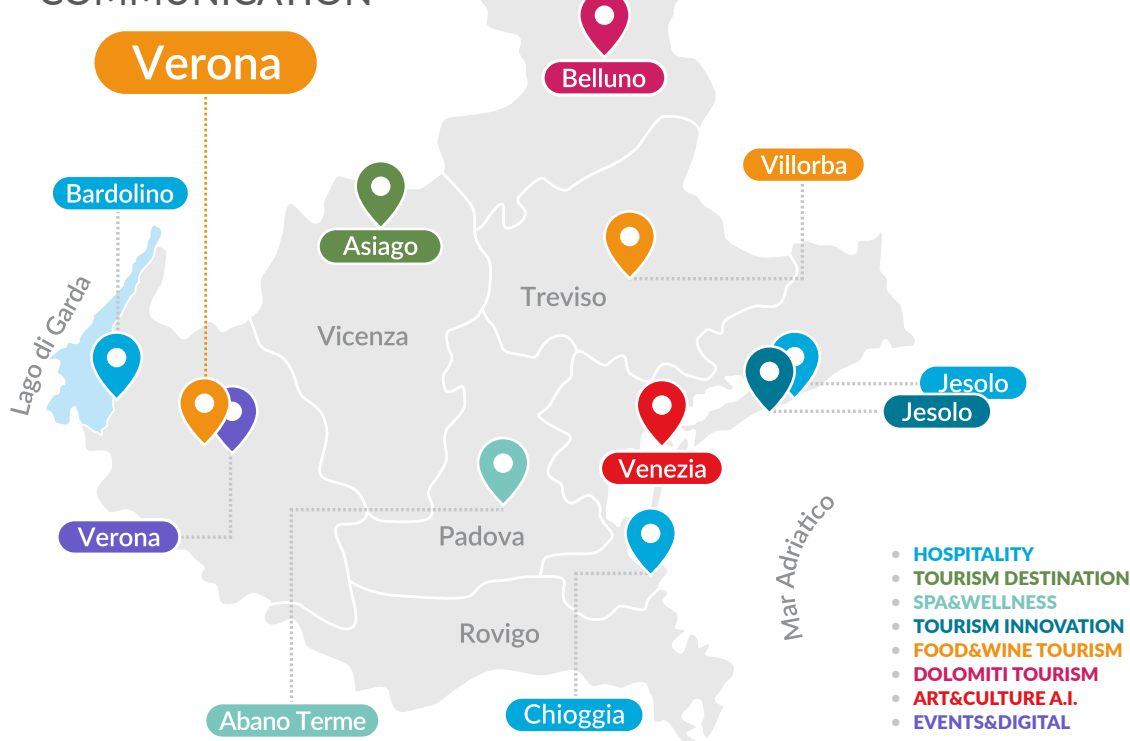 COMMUNICATION
Verona
Belluno
Villorba
Bardolino
Asiago
Lago di Garda
Treviso
Vicenza
Jesolo
Jesolo
Venezia
Verona
Padova
Mar Adriatico
Rovigo
Abano Terme
Chioggia
HOSPITALITY
TOURISM DESTINATION
SPA&WELLNESS
TOURISM INNOVATION
FOOD&WINE TOURISM
DOLOMITI TOURISM
ART&CULTURE A.I.
EVENTS&DIGITAL